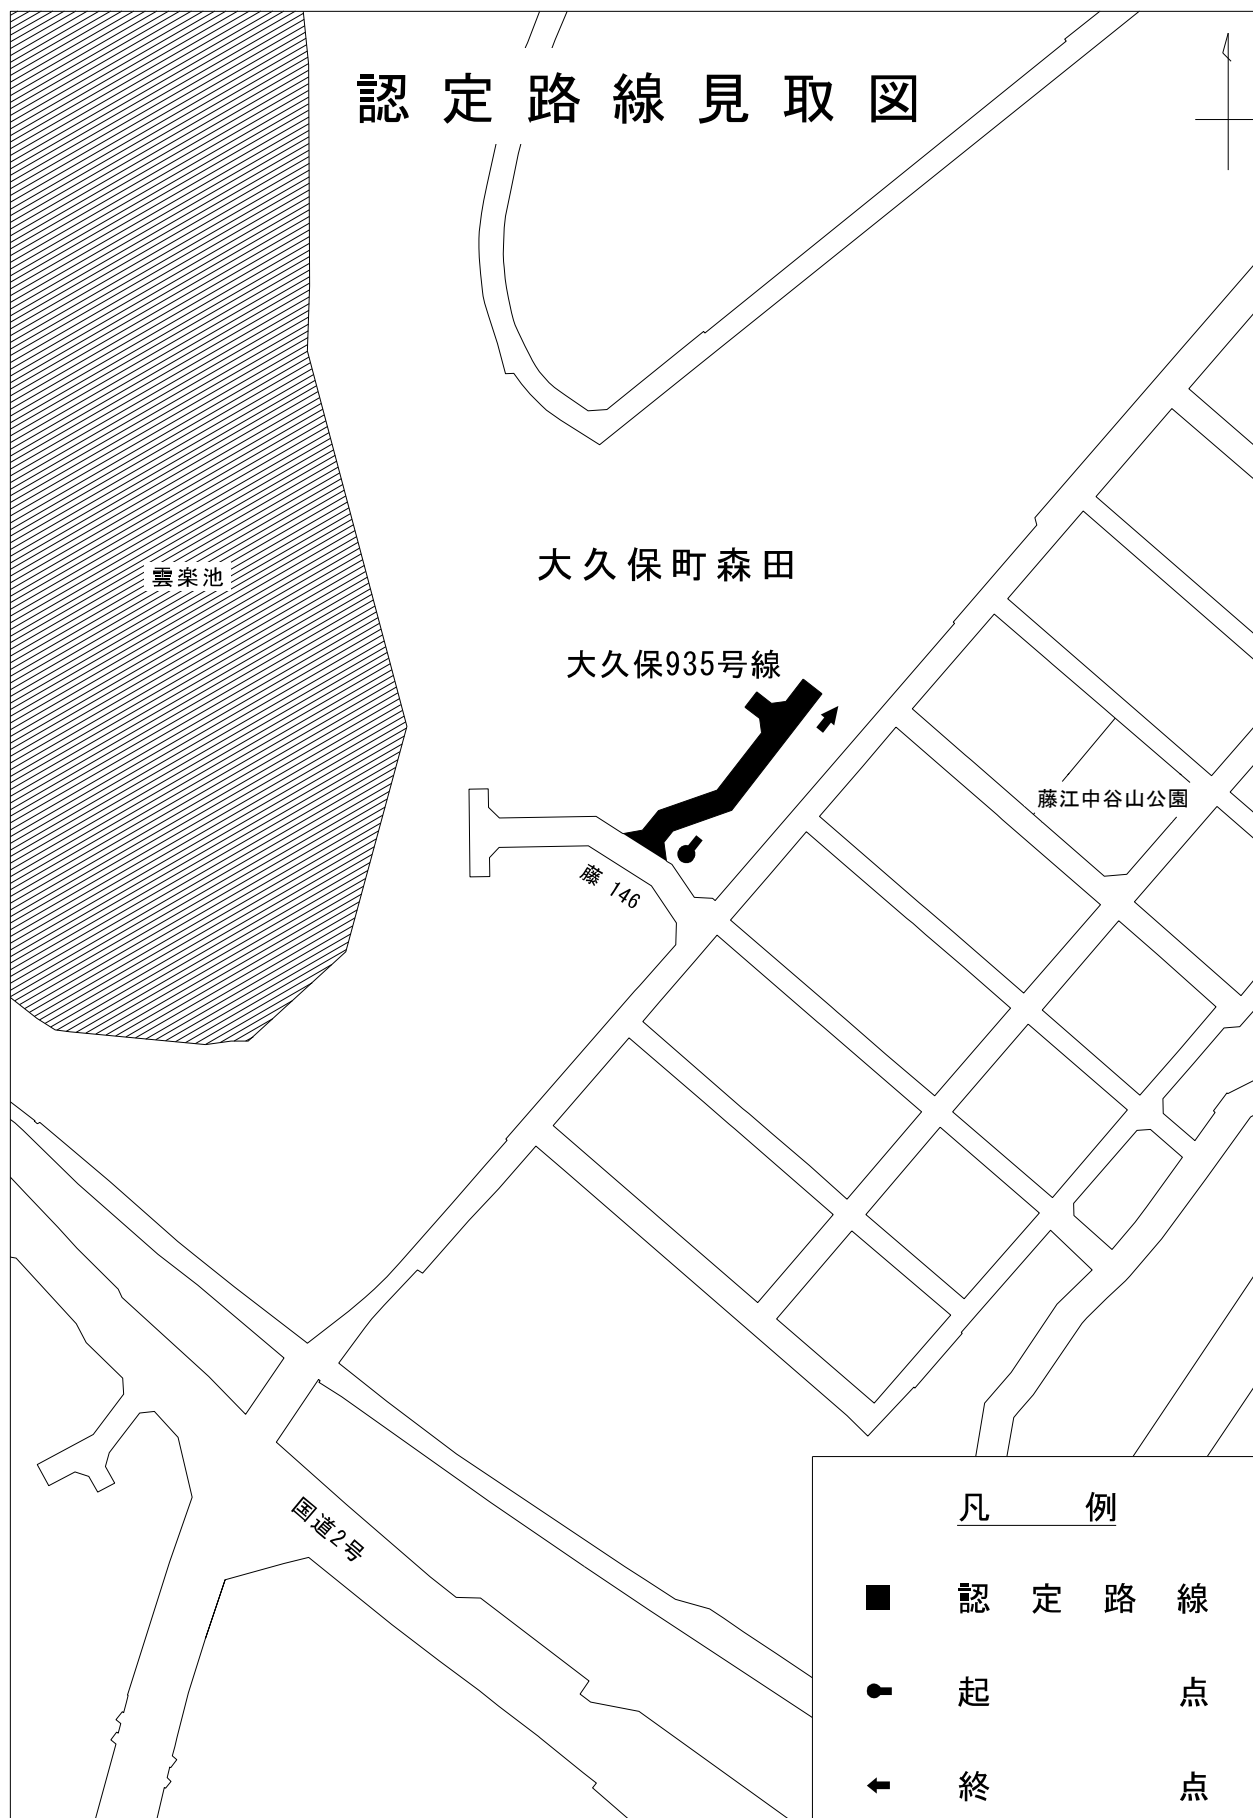 認定路線見取図
大久保町森田
雲楽池
大久保935号線
藤江中谷山公園
藤 146
国道2号
凡例
認定路線
起点
終点